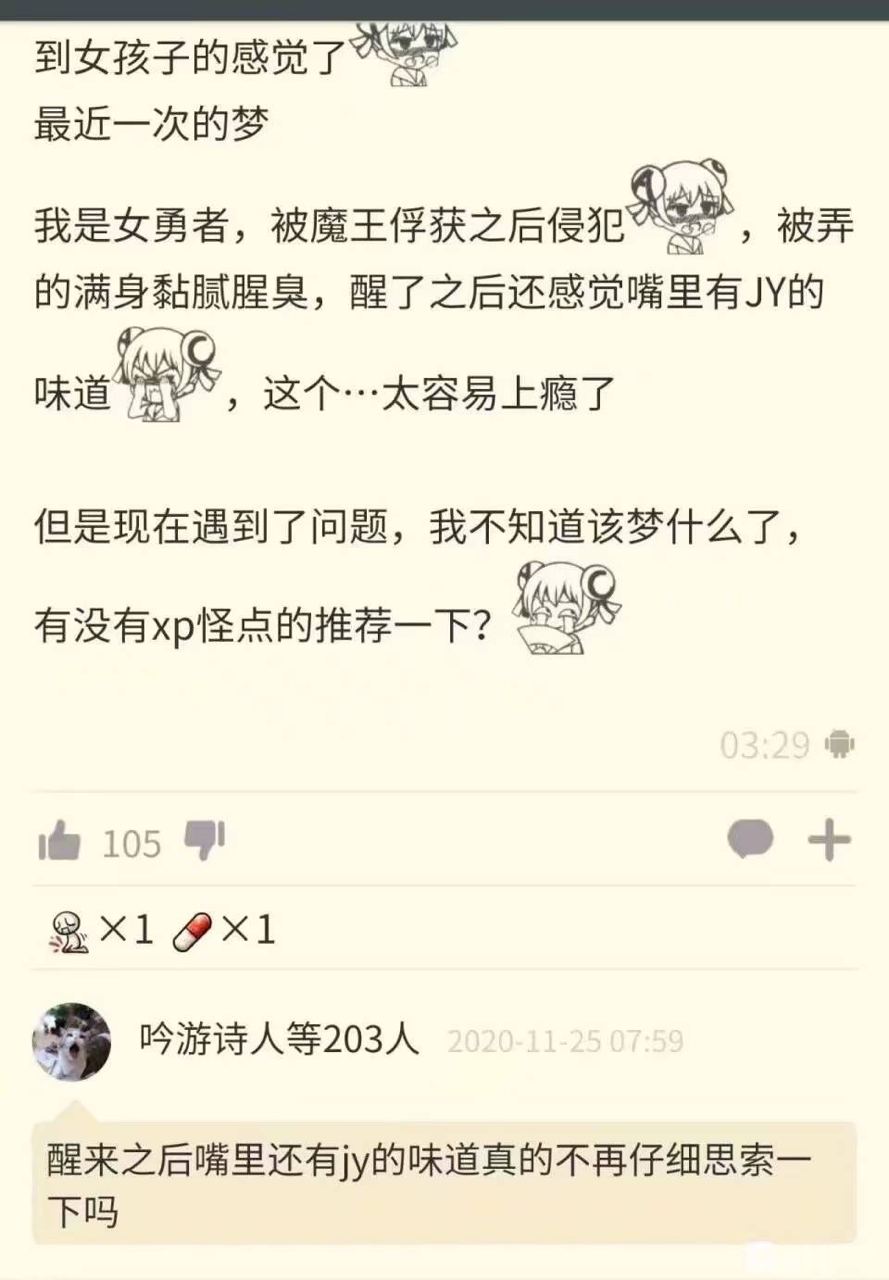 到女孩子的感觉了
最近一次的梦
我是女勇者，被魔王俘获之后侵犯，被弄
的满身黏腻腥臭，醒了之后还感觉嘴里有JY的
味道，这个…太容易上瘾了
但是现在遇到了问题，我不知道该梦什么了，
有没有xp怪点的推荐一下？
03:29
105
×1 ×1
吟游诗人等203人 2020-11-25 07:59
醒来之后嘴里还有jy的味道真的不再仔细思索一
下吗